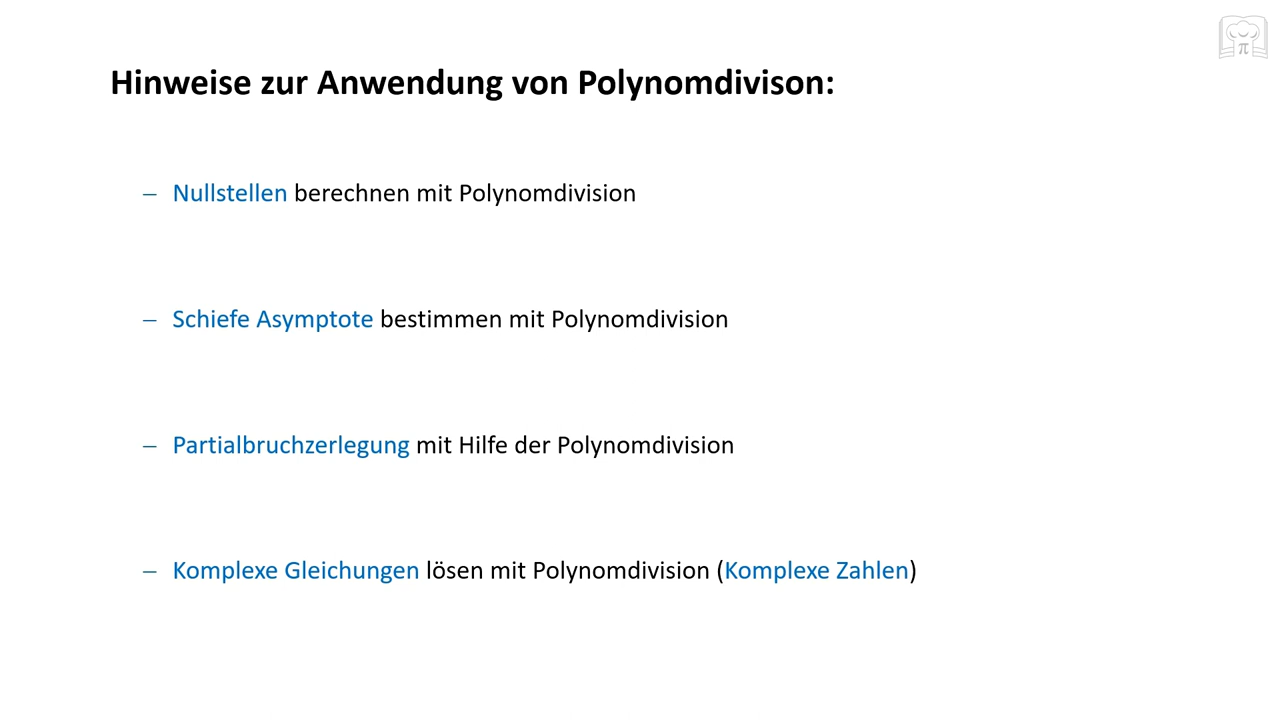 Hinweise zur Anwendung von Polynomdivison:
– Nullstellen berechnen mit Polynomdivision
– Schiefe Asymptote bestimmen mit Polynomdivision
– Partialbruchzerlegung mit Hilfe der Polynomdivision
– Komplexe Gleichungen lösen mit Polynomdivision (Komplexe Zahlen)
π